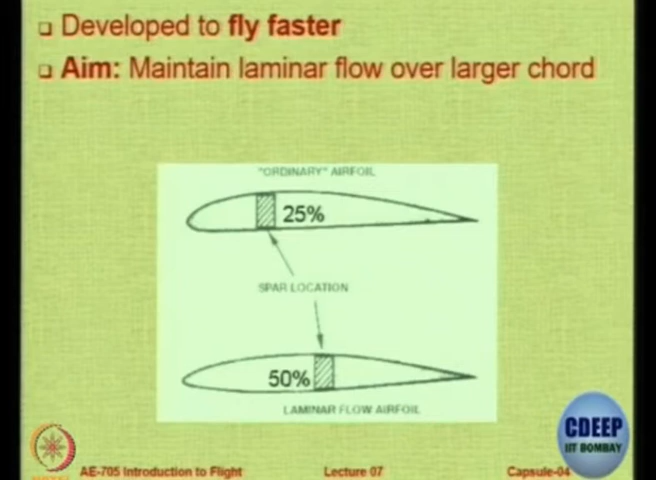 ❑ Developed to fly faster
❑ Aim: Maintain laminar flow over larger chord
"ORDINARY" AIRFOIL
25%
SPAR LOCATION
50%
LAMINAR FLOW AIRFOIL
CDEEP
IIT BOMBAY
NPTEL
AE-705 Introduction to Flight Lecture 07 Capsule-04